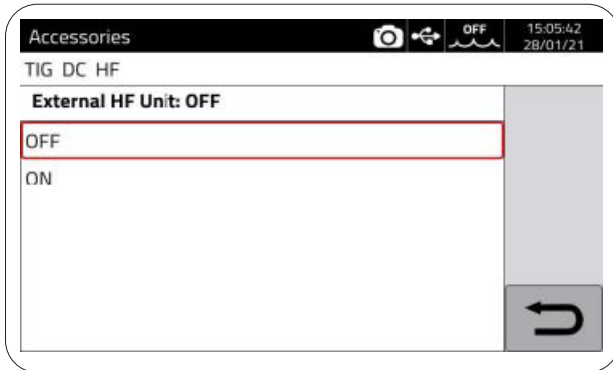 Accessories
OFF
15:05:42
28/01/21
TIG DC HF
External HF Unit: OFF
OFF
ON